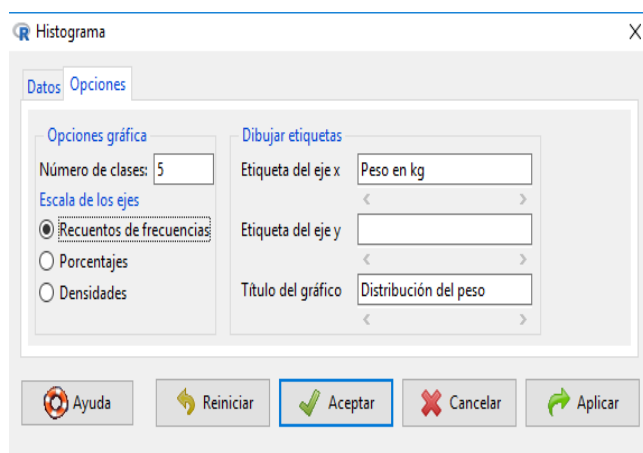 Histograma
Datos Opciones
Opciones gráfica
Número de clases: 5
Escala de los ejes
Recuentos de frecuencias
Porcentajes
Densidades
Dibujar etiquetas
Etiqueta del eje x Peso en kg
Etiqueta del eje y
Título del gráfico Distribución del peso
Ayuda Reiniciar Aceptar Cancelar Aplicar